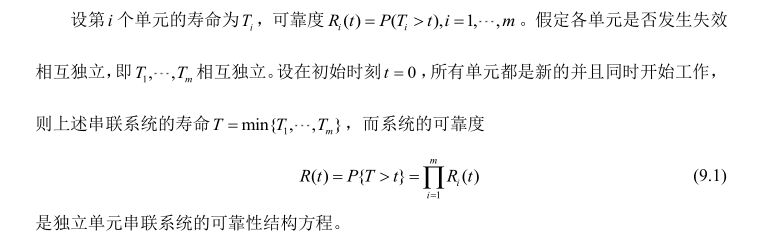 设第 i 个单元的寿命为 T_i，可靠度 R_i(t) = P(T_i > t), i = 1,⋯,m 。假定各单元是否发生失效
相互独立，即 T_1,⋯,T_m 相互独立。设在初始时刻 t = 0，所有单元都是新的并且同时开始工作，
则上述串联系统的寿命 T = min{T_1,⋯,T_m}，而系统的可靠度
R(t) = P{T > t} = ∏_{i=1}^{m} R_i(t) (9.1)
是独立单元串联系统的可靠性结构方程。